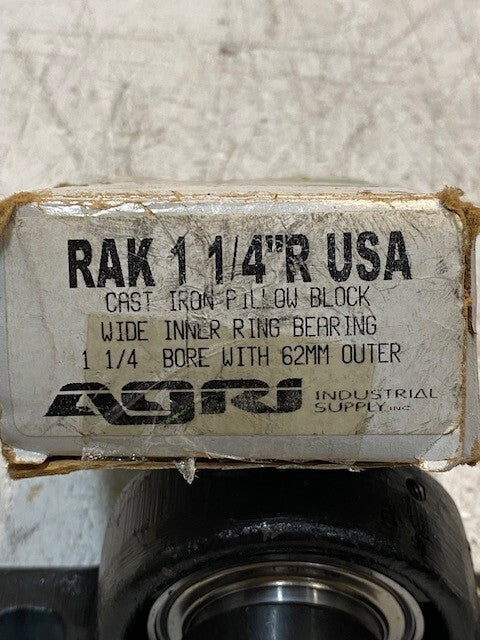 RAK 1 1/4"R USA
CAST IRON PILLOW BLOCK
WIDE INNER RING BEARING
1 1/4 BORE WITH 62MM OUTER
AGRI INDUSTRIAL
SUPPLY, INC